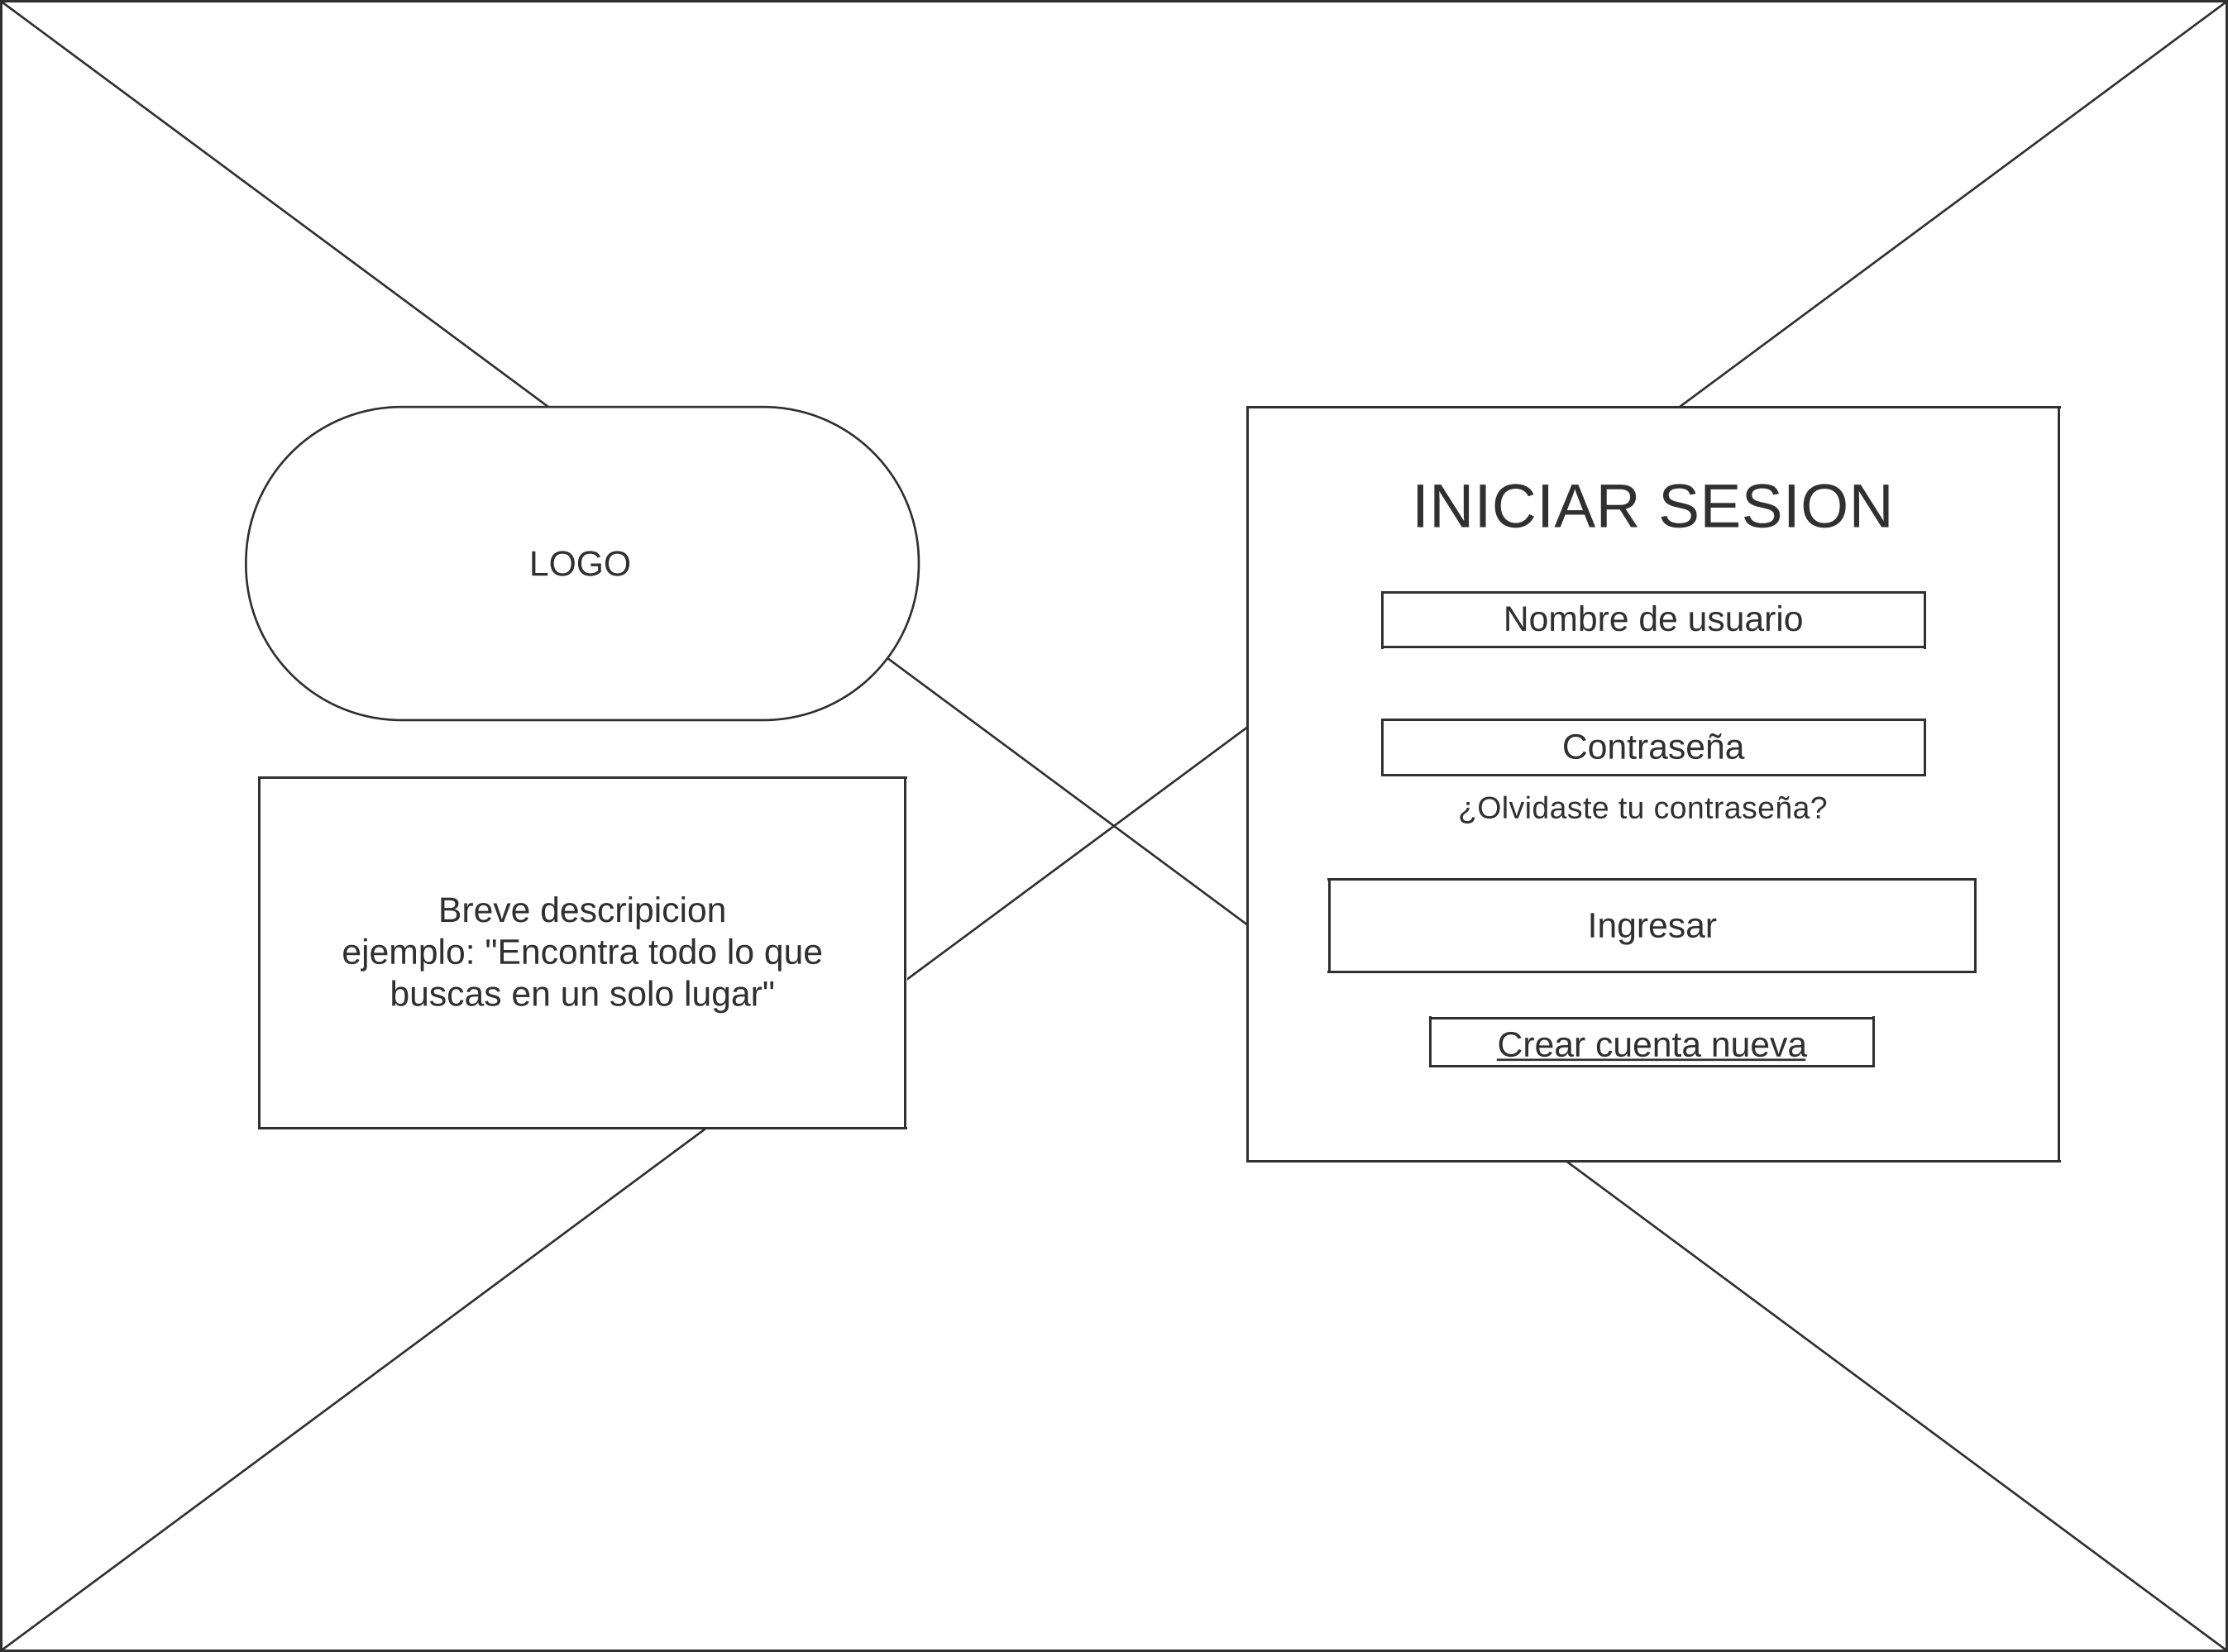 LOGO
Breve descripicion
ejemplo: "Encontra todo lo que
buscas en un solo lugar"
INICIAR SESION
Nombre de usuario
Contraseña
¿Olvidaste tu contraseña?
Ingresar
Crear cuenta nueva